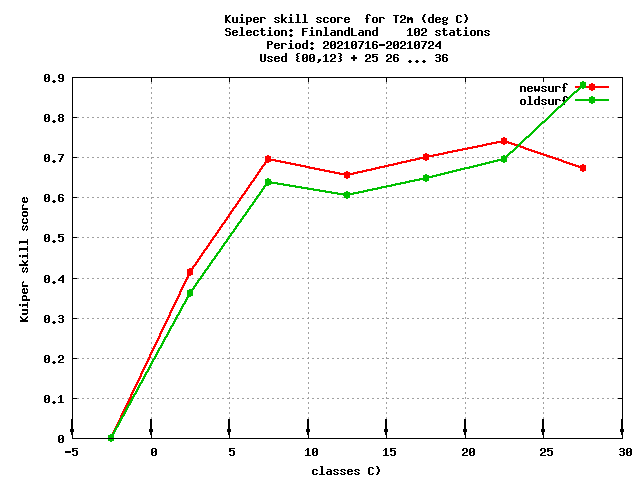 Kuiper skill score  for T2m (deg C)
Selection: FinlandLand    102 stations
Period: 20210716-20210724
Used {00,12} + 25 26 ... 36
newsurf
oldsurf
0.9
0.8
0.7
0.6
0.5
0.4
0.3
0.2
0.1
0
Kuiper skill score
-5 0 5 10 15 20 25 30
classes C)